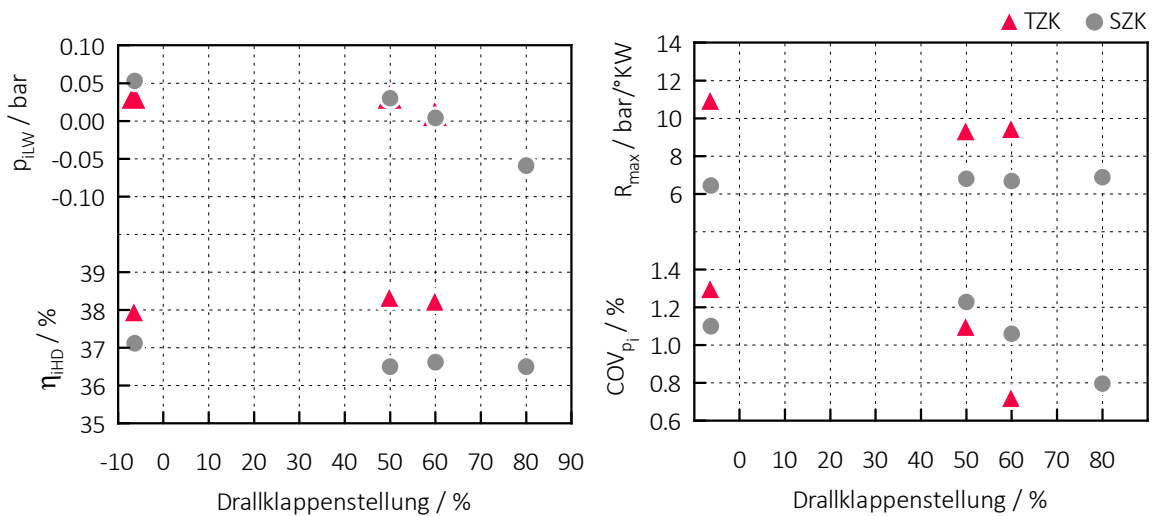 ▲ TZK ● SZK
p_iLW / bar
0.10
0.05
0.00
-0.05
-0.10
η_iHD / %
39
38
37
36
35
-10 0 10 20 30 40 50 60 70 80 90
Drallklappenstellung / %
R_max / bar/°KW
14
12
10
8
6
COV_p_i / %
1.4
1.2
1.0
0.8
0.6
0 10 20 30 40 50 60 70 80
Drallklappenstellung / %